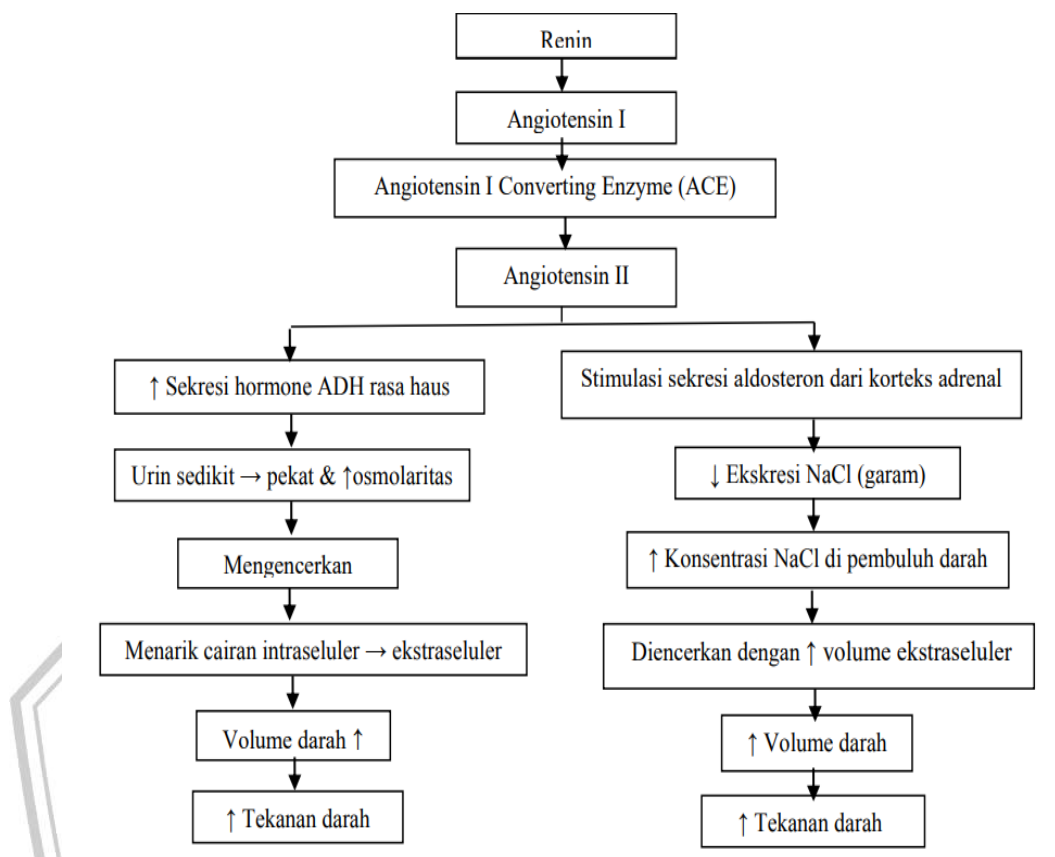 Renin
Angiotensin I
Angiotensin I Converting Enzyme (ACE)
Angiotensin II
↑ Sekresi hormone ADH rasa haus
Urin sedikit → pekat & ↑osmolaritas
Mengencerkan
Menarik cairan intraseluler → ekstraseluler
Volume darah ↑
↑ Tekanan darah
Stimulasi sekresi aldosteron dari korteks adrenal
↓ Ekskresi NaCl (garam)
↑ Konsentrasi NaCl di pembuluh darah
Diencerkan dengan ↑ volume ekstraseluler
↑ Volume darah
↑ Tekanan darah